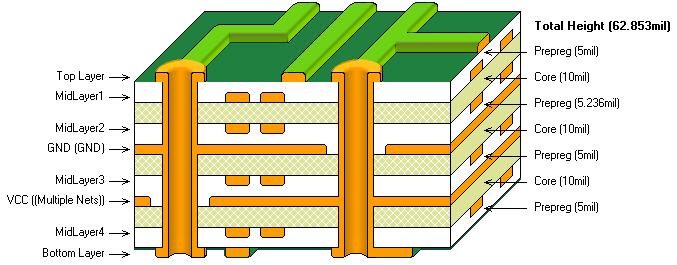 Total Height (62.853mil)
Prepreg (5mil)
Top Layer
Core (10mil)
MidLayer1
Prepreg (5.236mil)
MidLayer2
Core (10mil)
GND (GND)
Prepreg (5mil)
MidLayer3
Core (10mil)
VCC ((Multiple Nets))
Prepreg (5mil)
MidLayer4
Bottom Layer